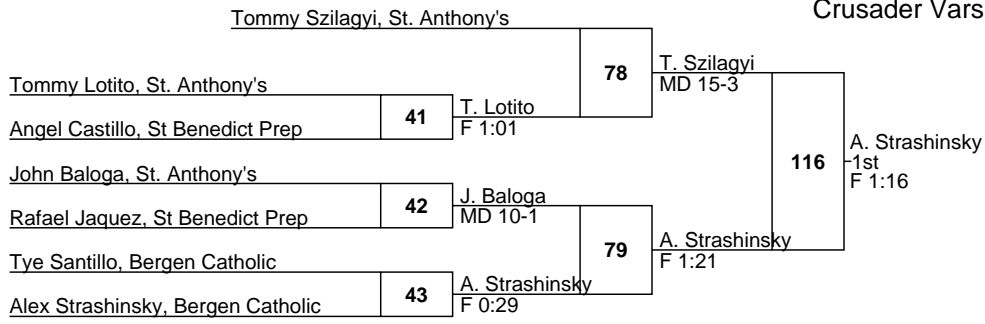 Crusader Vars
Tommy Szilagyi, St. Anthony's
78
T. Szilagyi
MD 15-3
Tommy Lotito, St. Anthony's
41
T. Lotito
F 1:01
Angel Castillo, St Benedict Prep
116
A. Strashinsky
1st
F 1:16
John Baloga, St. Anthony's
42
J. Baloga
MD 10-1
Rafael Jaquez, St Benedict Prep
79
A. Strashinsky
F 1:21
Tye Santillo, Bergen Catholic
43
A. Strashinsky
F 0:29
Alex Strashinsky, Bergen Catholic